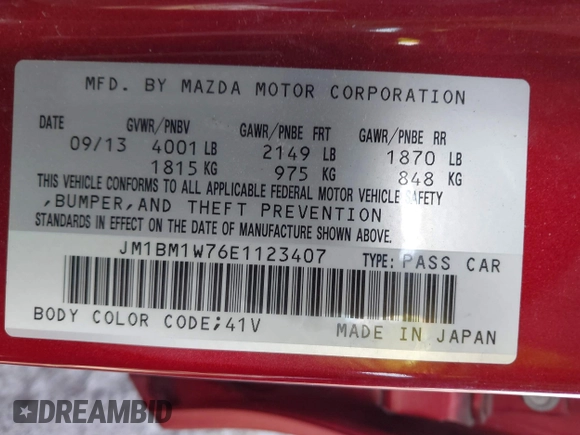 MFD. BY MAZDA MOTOR CORPORATION
DATE GVWR/PNBV GAWR/PNBE FRT GAWR/PNBE RR
09/13 4001 LB 2149 LB 1870 LB
1815 KG 975 KG 848 KG
THIS VEHICLE CONFORMS TO ALL APPLICABLE FEDERAL MOTOR VEHICLE SAFETY
,BUMPER,AND THEFT PREVENTION
STANDARDS IN EFFECT ON THE DATE OF MANUFACTURE SHOWN ABOVE.
JM1BM1W76E1123407 TYPE: PASS CAR
BODY COLOR CODE;41V MADE IN JAPAN
DREAMBID